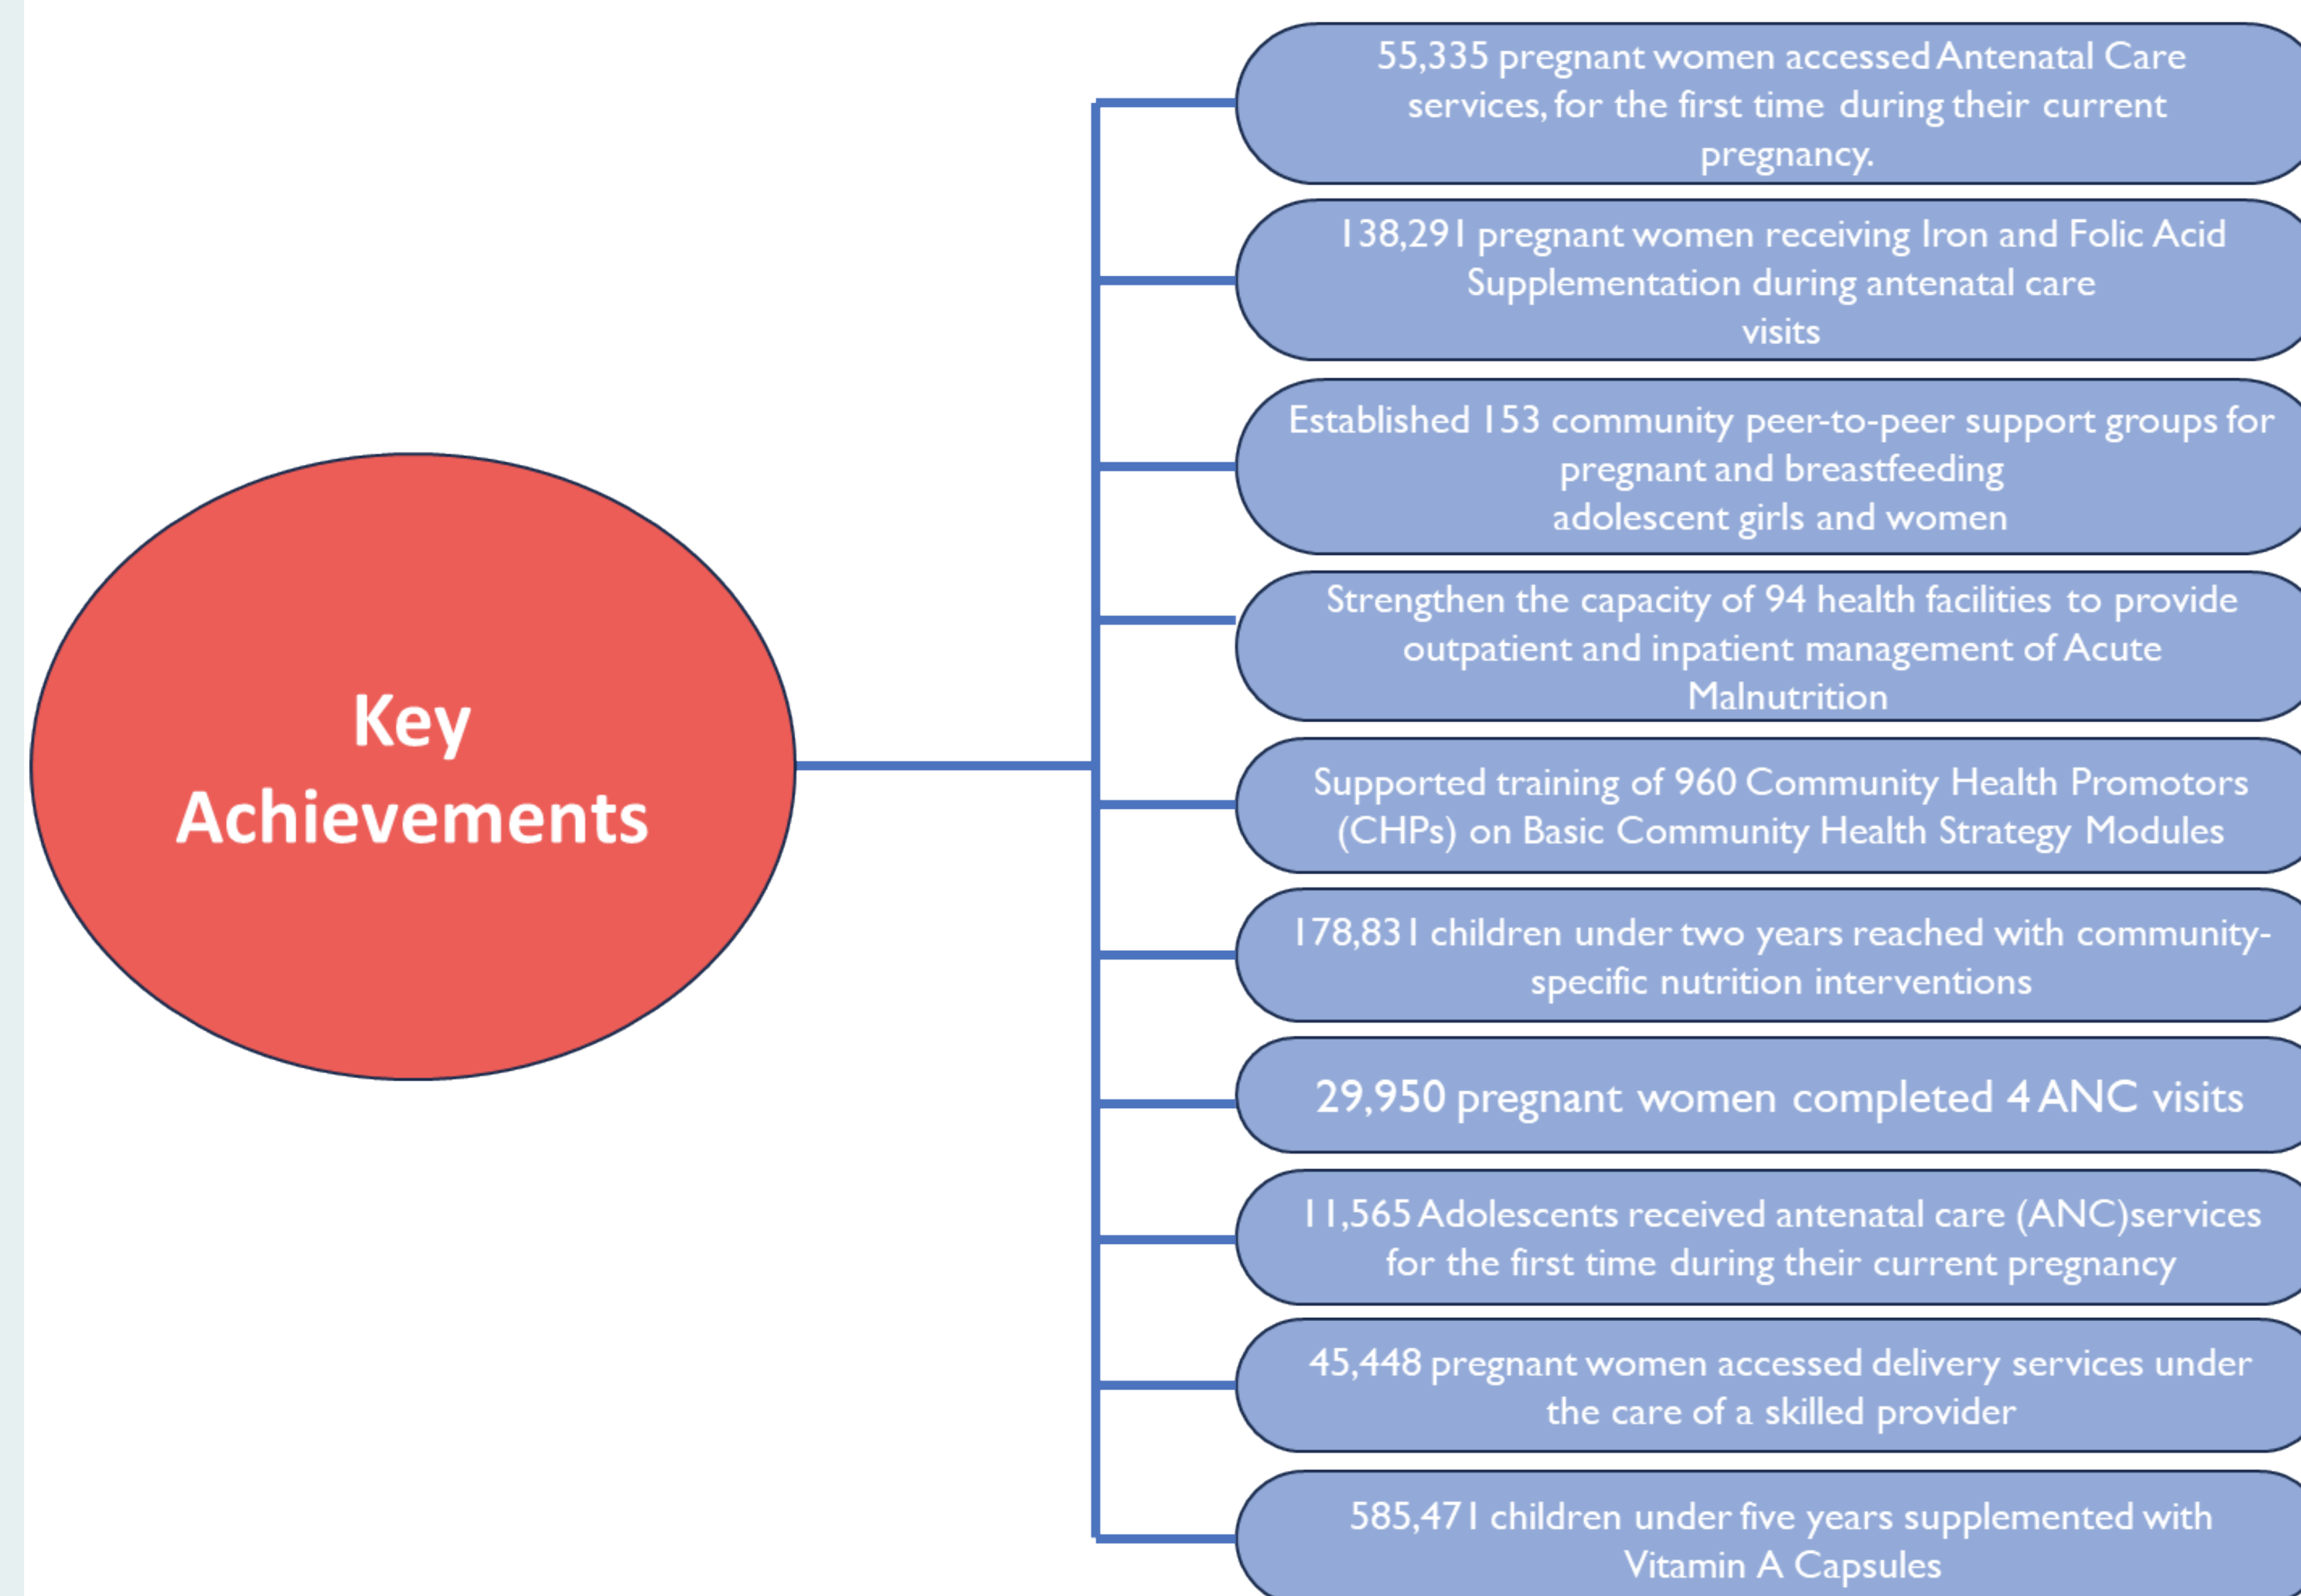 Key
Achievements
55,335 pregnant women accessed Antenatal Care
services, for the first time during their current
pregnancy.
138,291 pregnant women receiving Iron and Folic Acid
Supplementation during antenatal care
visits
Established 153 community peer-to-peer support groups for
pregnant and breastfeeding
adolescent girls and women
Strengthen the capacity of 94 health facilities to provide
outpatient and inpatient management of Acute
Malnutrition
Supported training of 960 Community Health Promotors
(CHPs) on Basic Community Health Strategy Modules
178,831 children under two years reached with community-
specific nutrition interventions
29,950 pregnant women completed 4 ANC visits
11,565 Adolescents received antenatal care (ANC)services
for the first time during their current pregnancy
45,448 pregnant women accessed delivery services under
the care of a skilled provider
585,471 children under five years supplemented with
Vitamin A Capsules